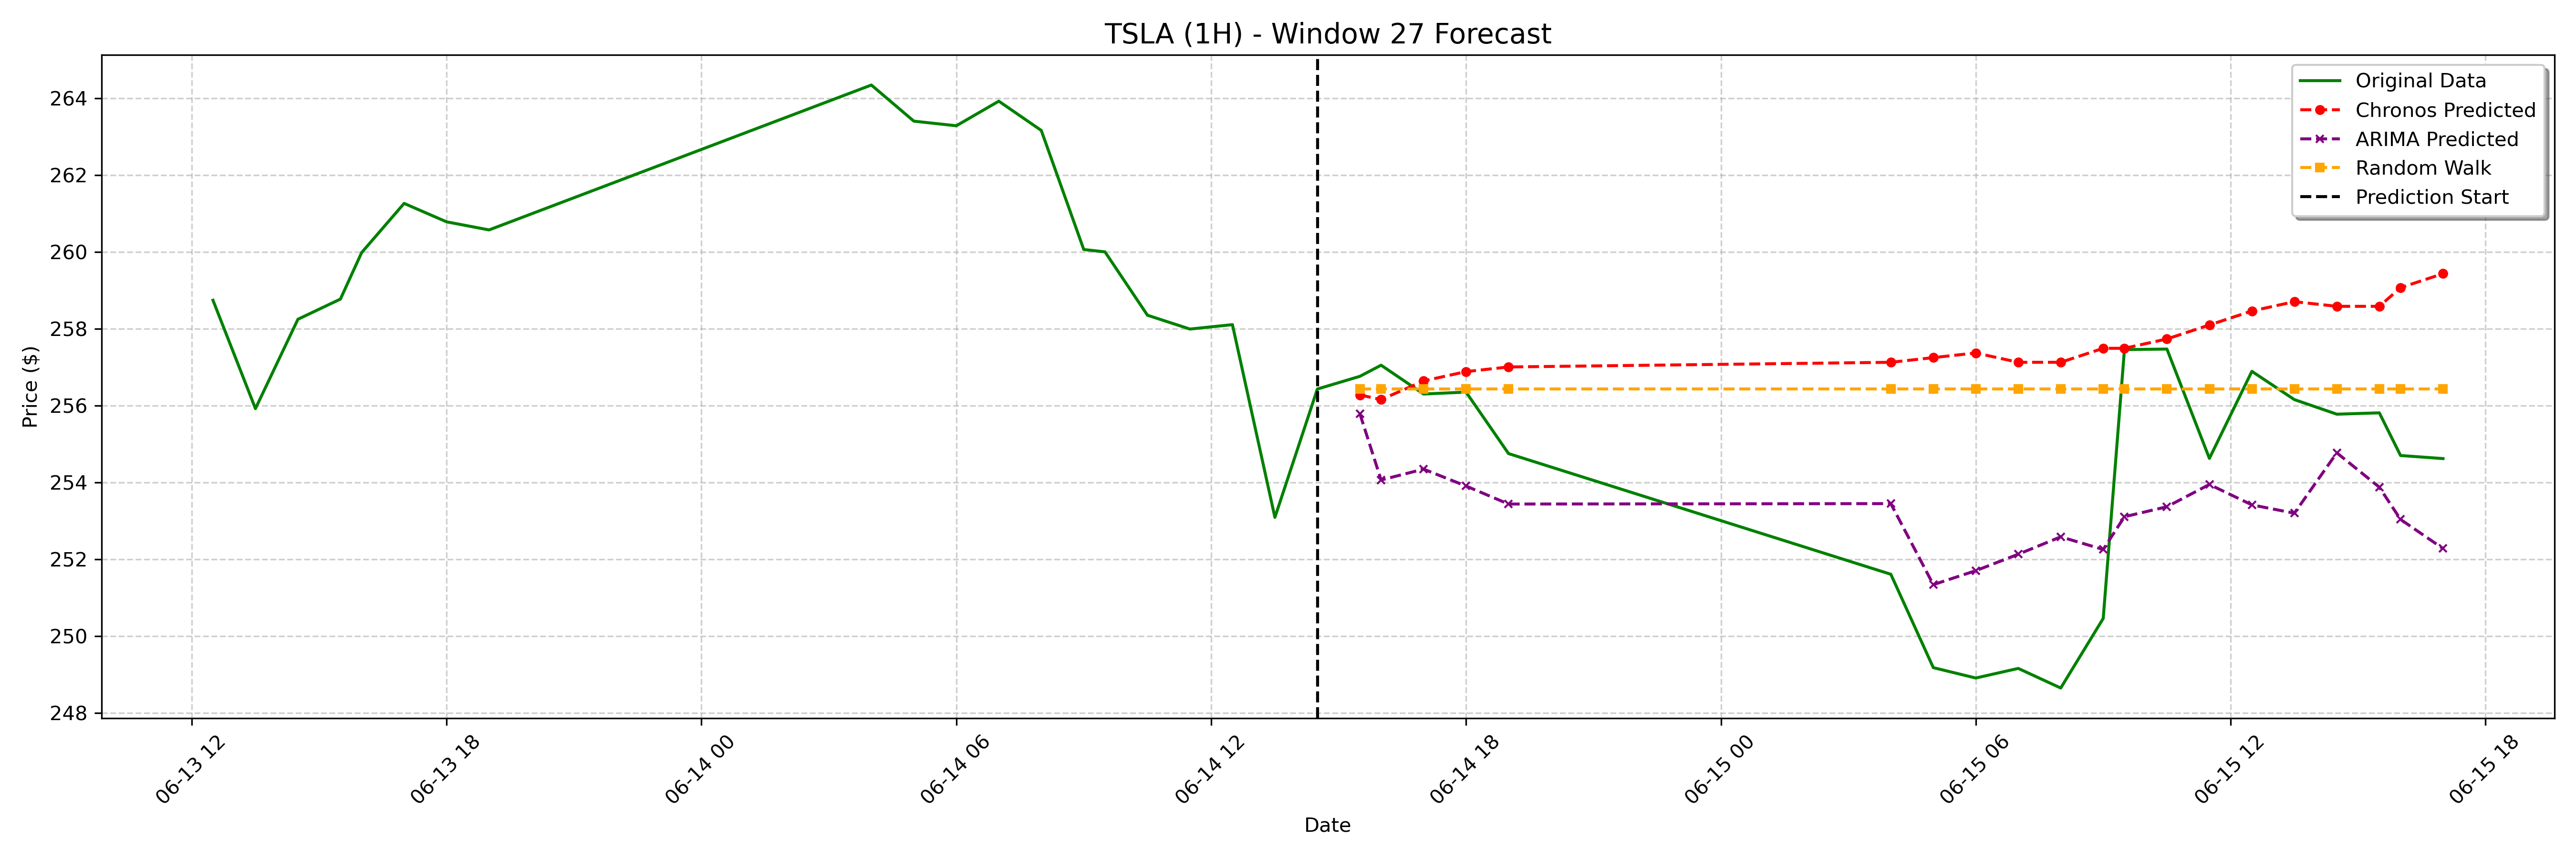 TSLA (1H) - Window 27 Forecast
Original Data
Chronos Predicted
ARIMA Predicted
Random Walk
Prediction Start
Price ($)
264
262
260
258
256
254
252
250
248
06-13 12
06-13 18
06-14 00
06-14 06
06-14 12
06-14 18
06-15 00
06-15 06
06-15 12
06-15 18
Date